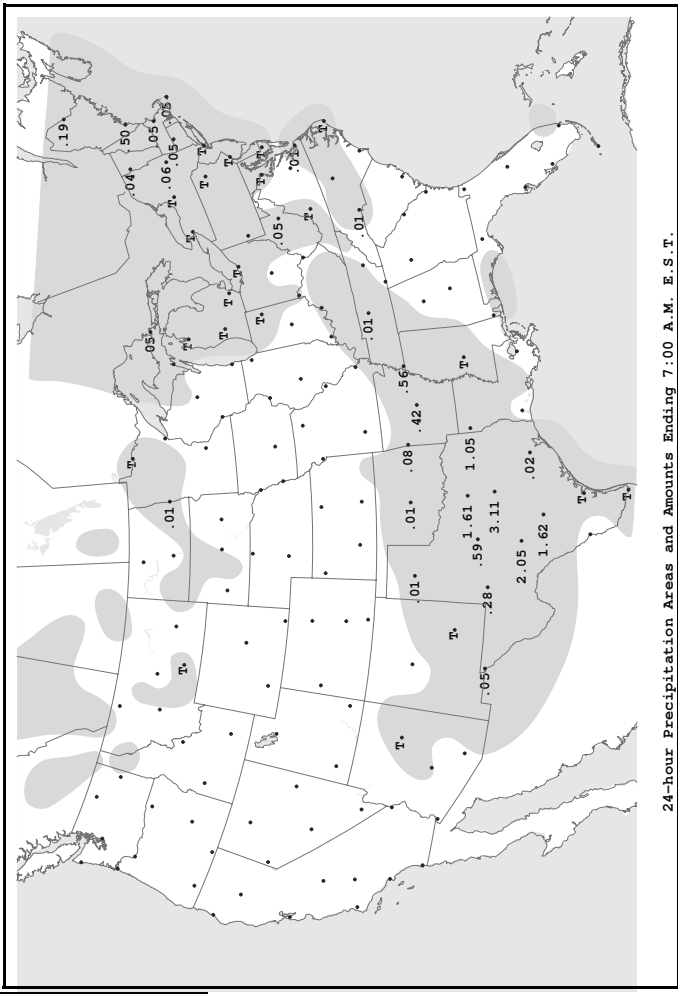 .19
.50
T
.04
.05
.05
.05
.06
.01
.05
T
T
T
T
T
T
T
T
T
T
T
T
T
.05
.01
T
T
.01
.01
T
.56
.08
.01
.01
.42
T
T
1.61
1.05
.59
.05
.28
3.11
2.05
.02
1.62
T
T
24-hour Precipitation Areas and Amounts Ending 7:00 A.M. E.S.T.